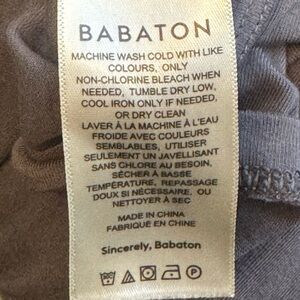 BABATON
MACHINE WASH COLD WITH LIKE
COLOURS, ONLY
NON-CHLORINE BLEACH WHEN
NEEDED, TUMBLE DRY LOW,
COOL IRON ONLY IF NEEDED,
OR DRY CLEAN
LAVER À LA MACHINE À L'EAU
FROIDE AVEC COULEURS
SEMBLABLES, UTILISER
SEULEMENT UN JAVELLISANT
SANS CHLORE AU BESOIN,
SÉCHER À BASSE
TEMPÉRATURE, REPASSAGE
DOUX SI NÉCESSAIRE, OU
NETTOYER À SEC
MADE IN CHINA
FABRIQUÉ EN CHINE
Sincerely, Babaton